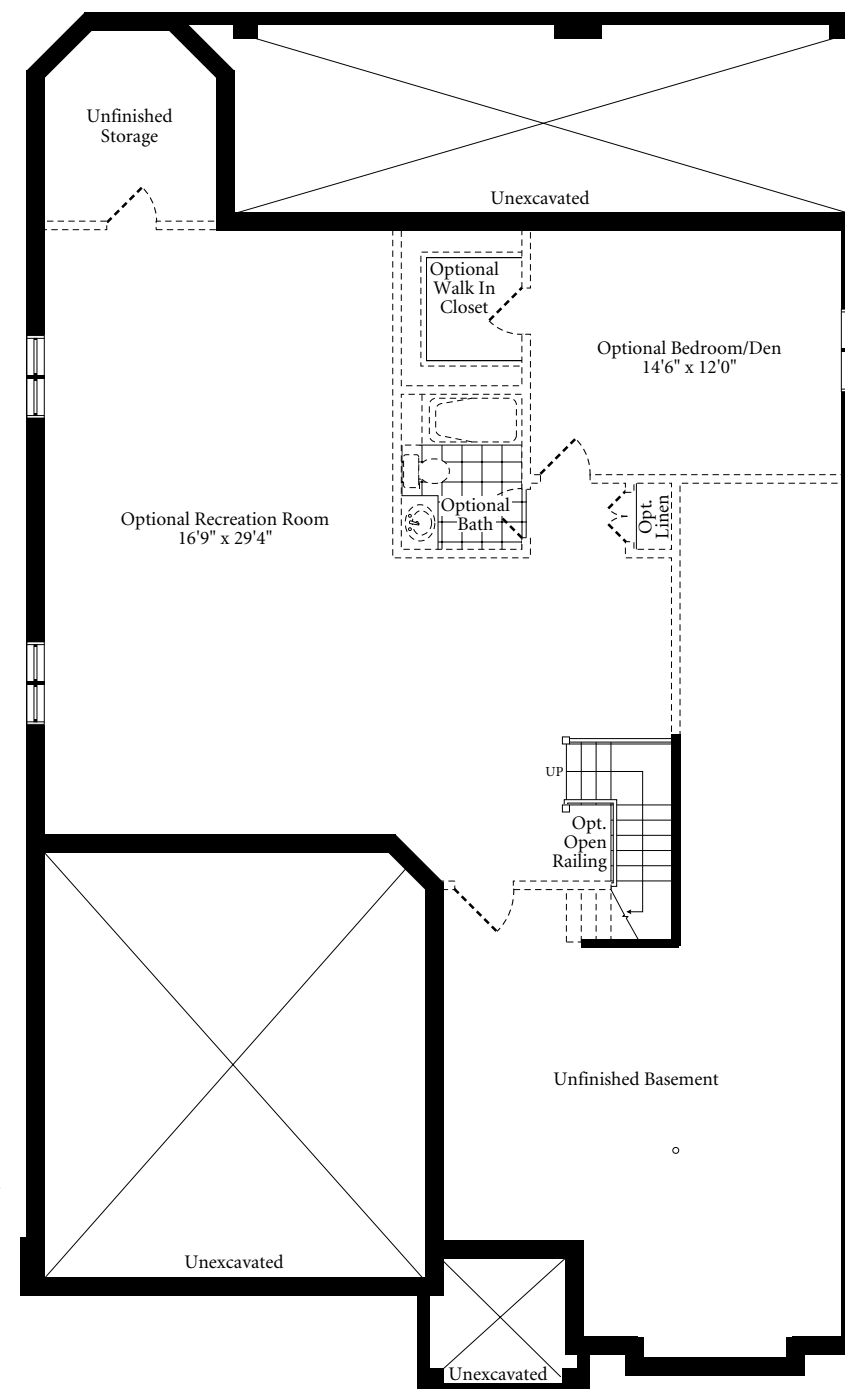 Unfinished
Storage
Unexcavated
Optional
Walk In
Closet
Optional Bedroom/Den
14'6" x 12'0"
Optional Recreation Room
16'9" x 29'4"
Optional
Bath
Opt.
Linen
UP
Opt.
Open
Railing
Unfinished Basement
Unexcavated
Unexcavated